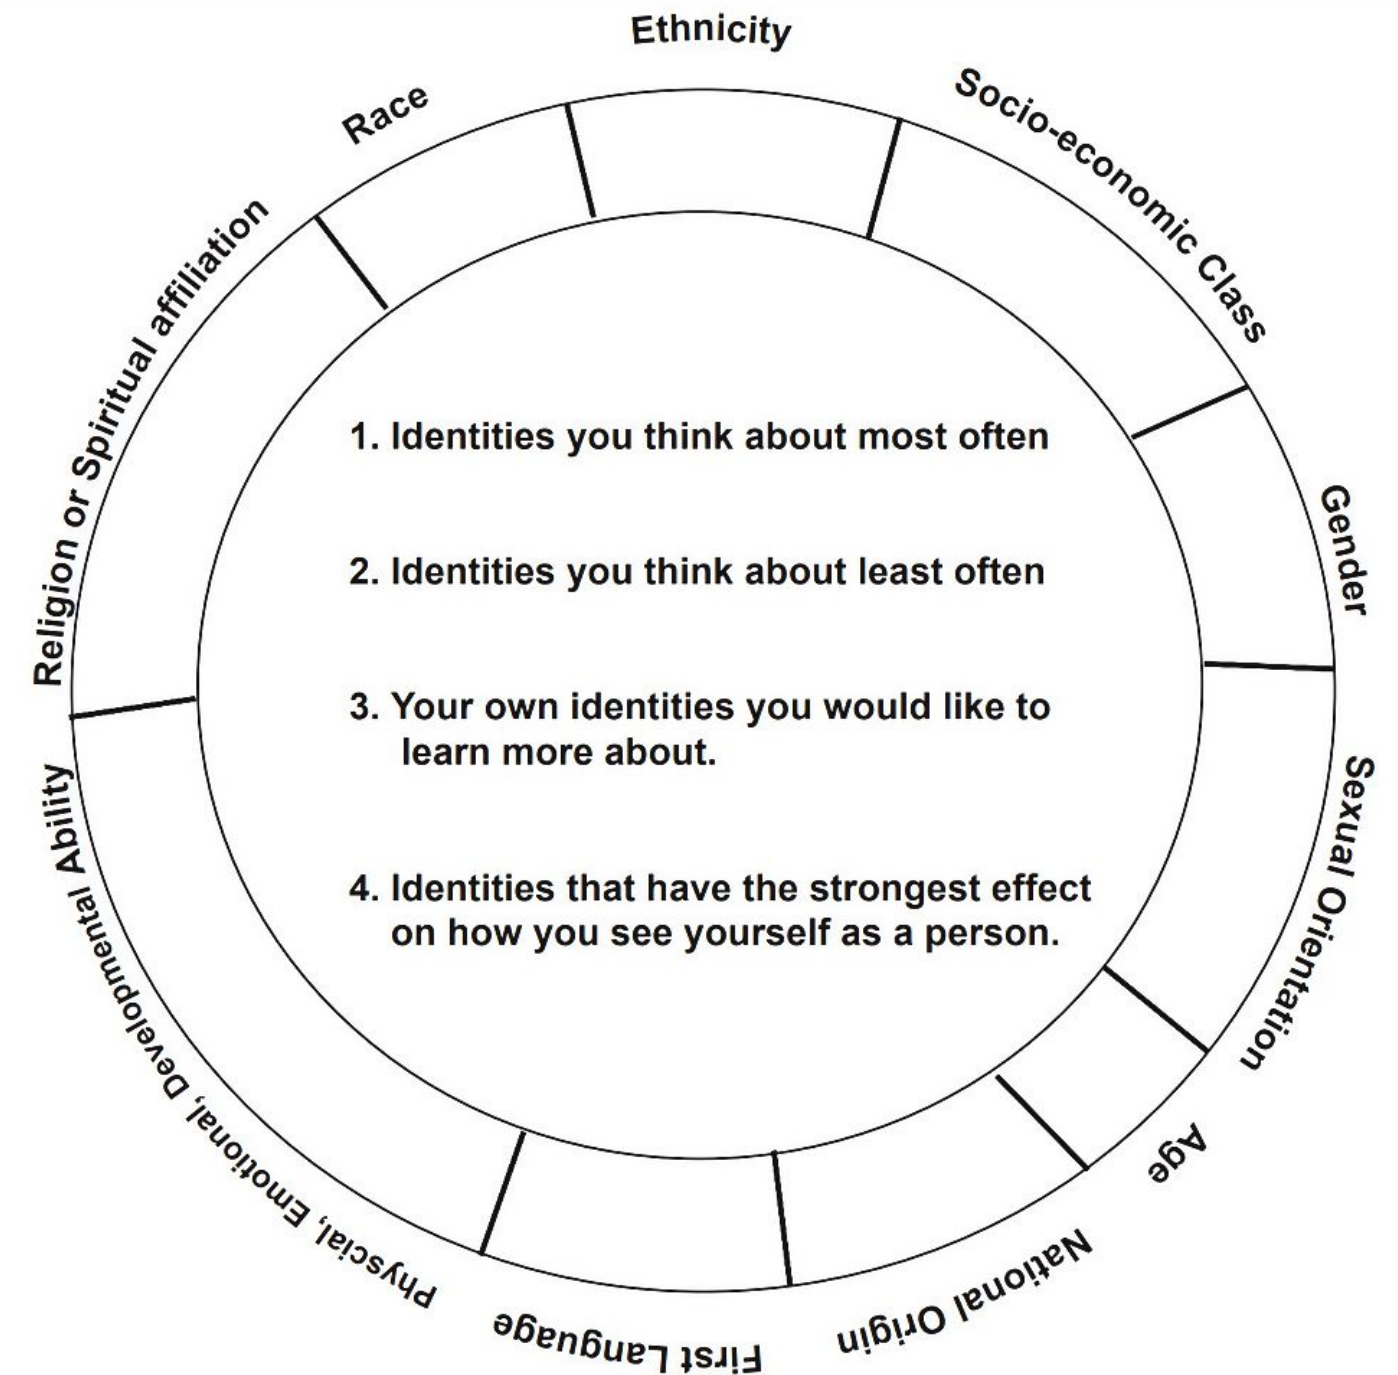 Ethnicity
Socio-economic Class
Gender
Sexual Orientation
Age
National Origin
First Language
Physcial, Emotional, Developmental Ability
Religion or Spiritual affiliation
Race
1. Identities you think about most often
2. Identities you think about least often
3. Your own identities you would like to
learn more about.
4. Identities that have the strongest effect
on how you see yourself as a person.